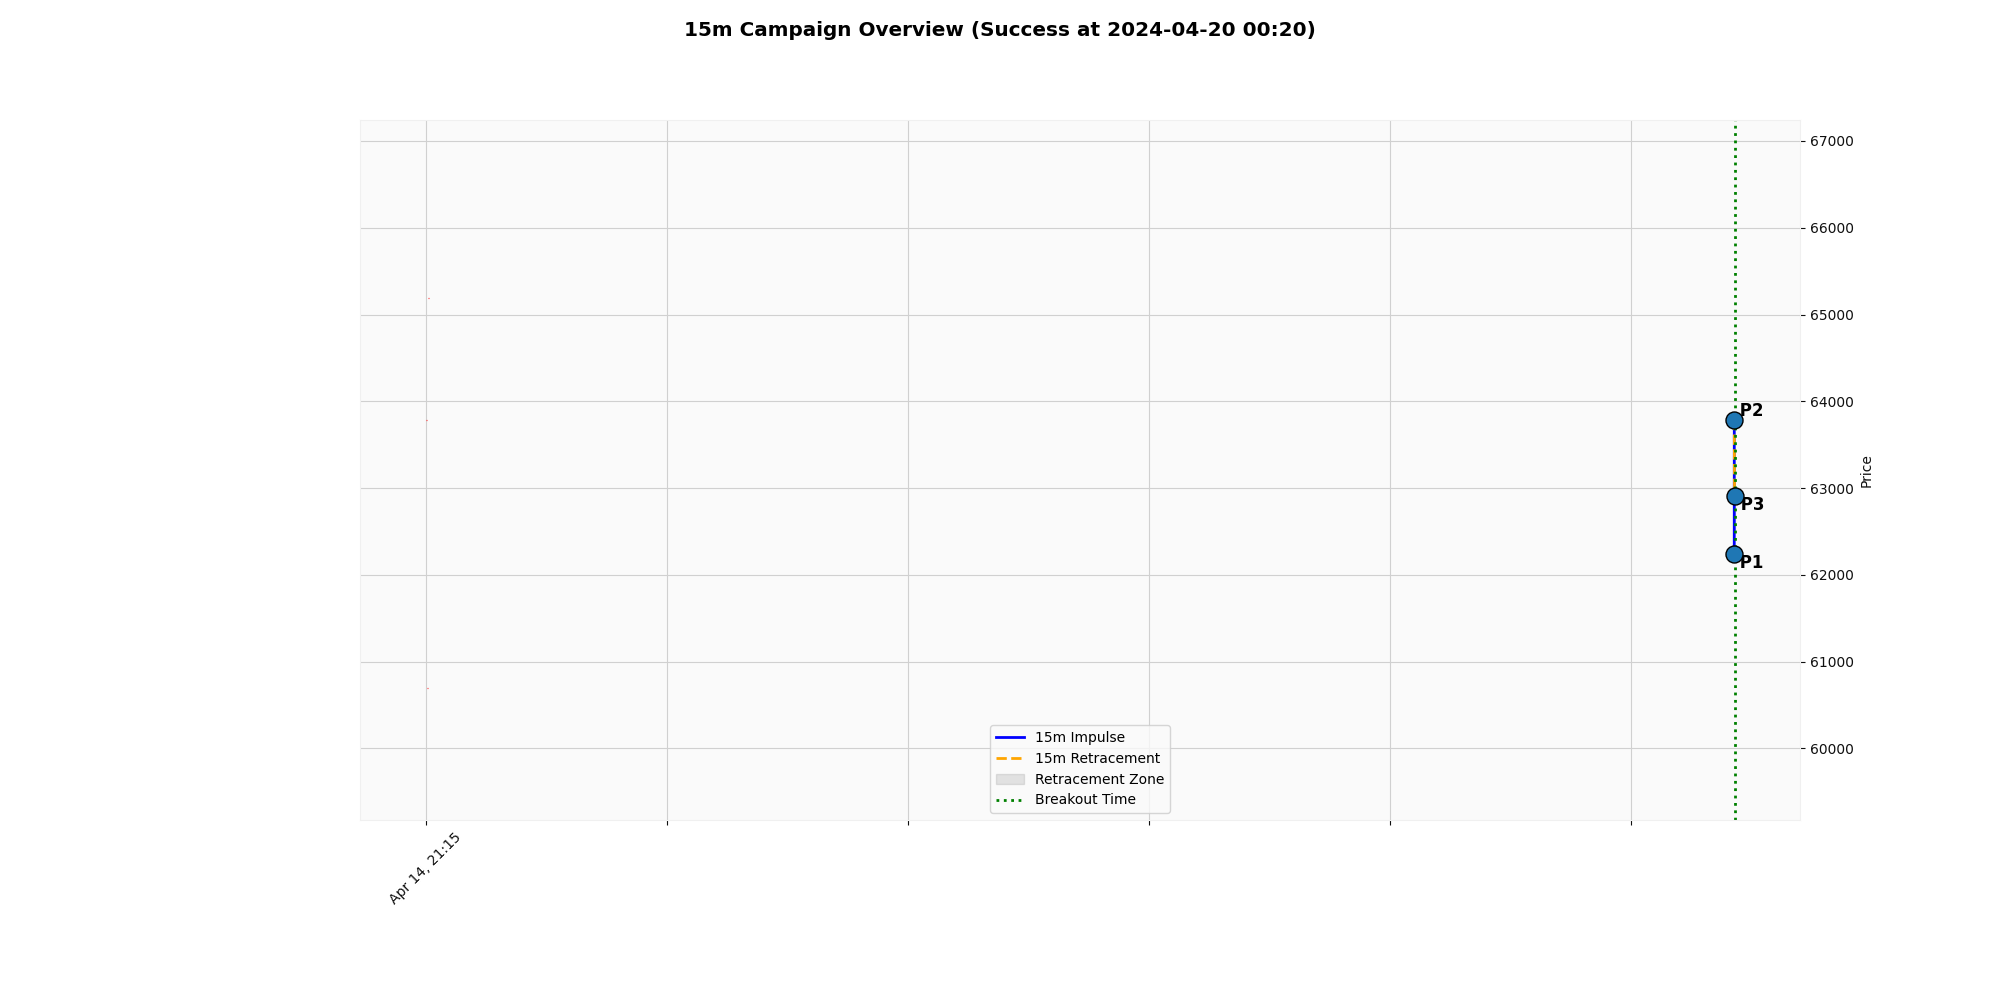 15m Campaign Overview (Success at 2024-04-20 00:20)
67000
66000
65000
64000
63000
62000
61000
60000
Price
P2
P3
P1
15m Impulse
15m Retracement
Retracement Zone
Breakout Time
Apr 14, 21:15